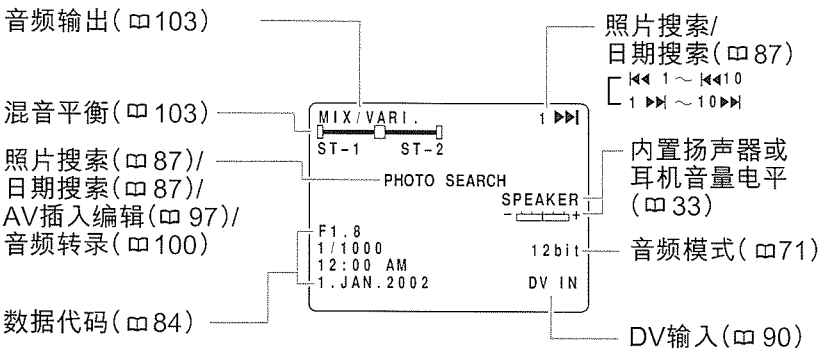 音频输出(📖103)
混音平衡(📖103)
照片搜索(📖87)/
日期搜索(📖87)/
AV插入编辑(📖 97)/
音频转录(📖100)
数据代码(📖84)
MIX/VARI.
ST-1 ST-2
1 ▶▶|
PHOTO SEARCH
SPEAKER
- +
F1.8
1/1000
12:00 AM
1.JAN.2002
12bit
DV IN
照片搜索/
日期搜索(📖87)
|◀◀ 1～|◀◀10
1 ▶▶|～10▶▶|
内置扬声器或
耳机音量电平
(📖33)
音频模式(📖71)
DV输入(📖 90)